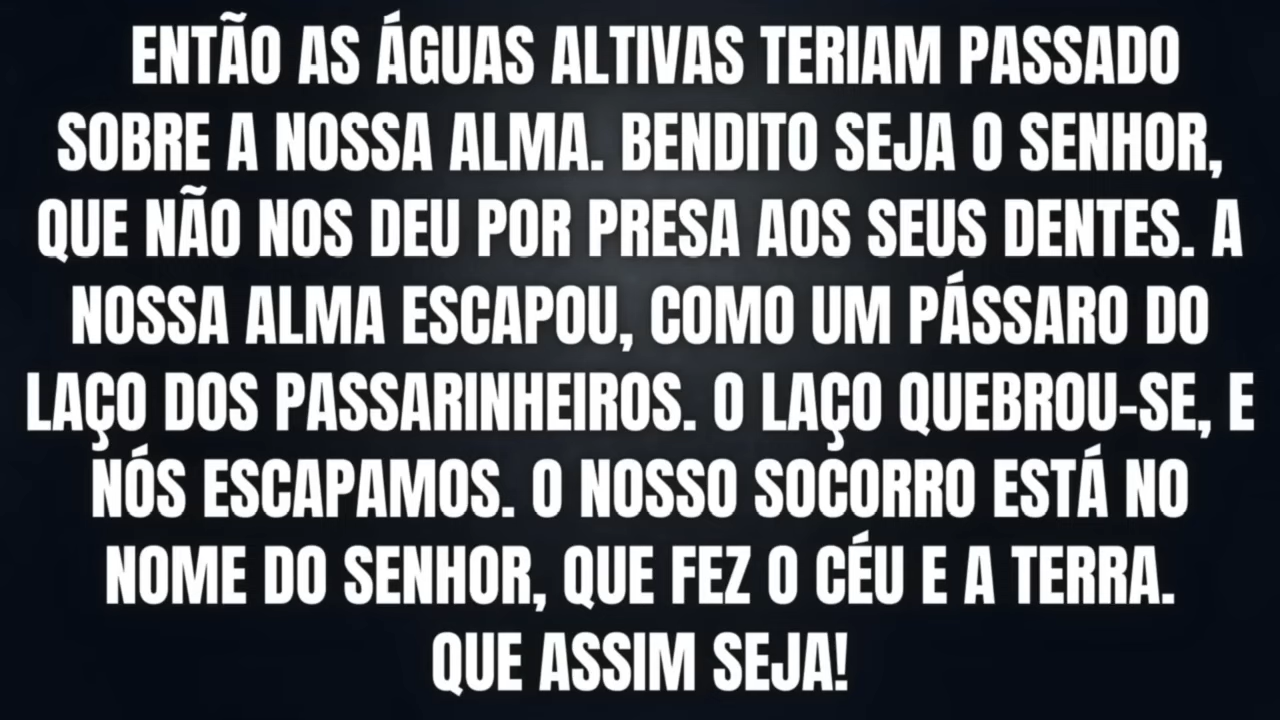 ENTÃO AS ÁGUAS ALTIVAS TERIAM PASSADO
SOBRE A NOSSA ALMA. BENDITO SEJA O SENHOR,
QUE NÃO NOS DEU POR PRESA AOS SEUS DENTES. A
NOSSA ALMA ESCAPOU, COMO UM PÁSSARO DO
LAÇO DOS PASSARINHEIROS. O LAÇO QUEBROU-SE, E
NÓS ESCAPAMOS. O NOSSO SOCORRO ESTÁ NO
NOME DO SENHOR, QUE FEZ O CÉU E A TERRA.
QUE ASSIM SEJA!